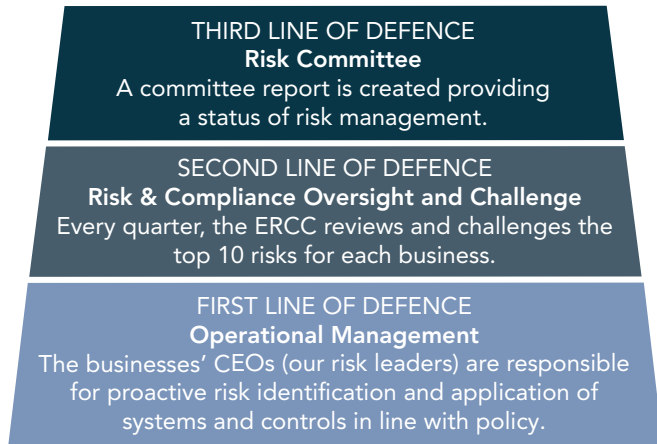 THIRD LINE OF DEFENCE
Risk Committee
A committee report is created providing
a status of risk management.
SECOND LINE OF DEFENCE
Risk & Compliance Oversight and Challenge
Every quarter, the ERCC reviews and challenges the
top 10 risks for each business.
FIRST LINE OF DEFENCE
Operational Management
The businesses’ CEOs (our risk leaders) are responsible
for proactive risk identification and application of
systems and controls in line with policy.